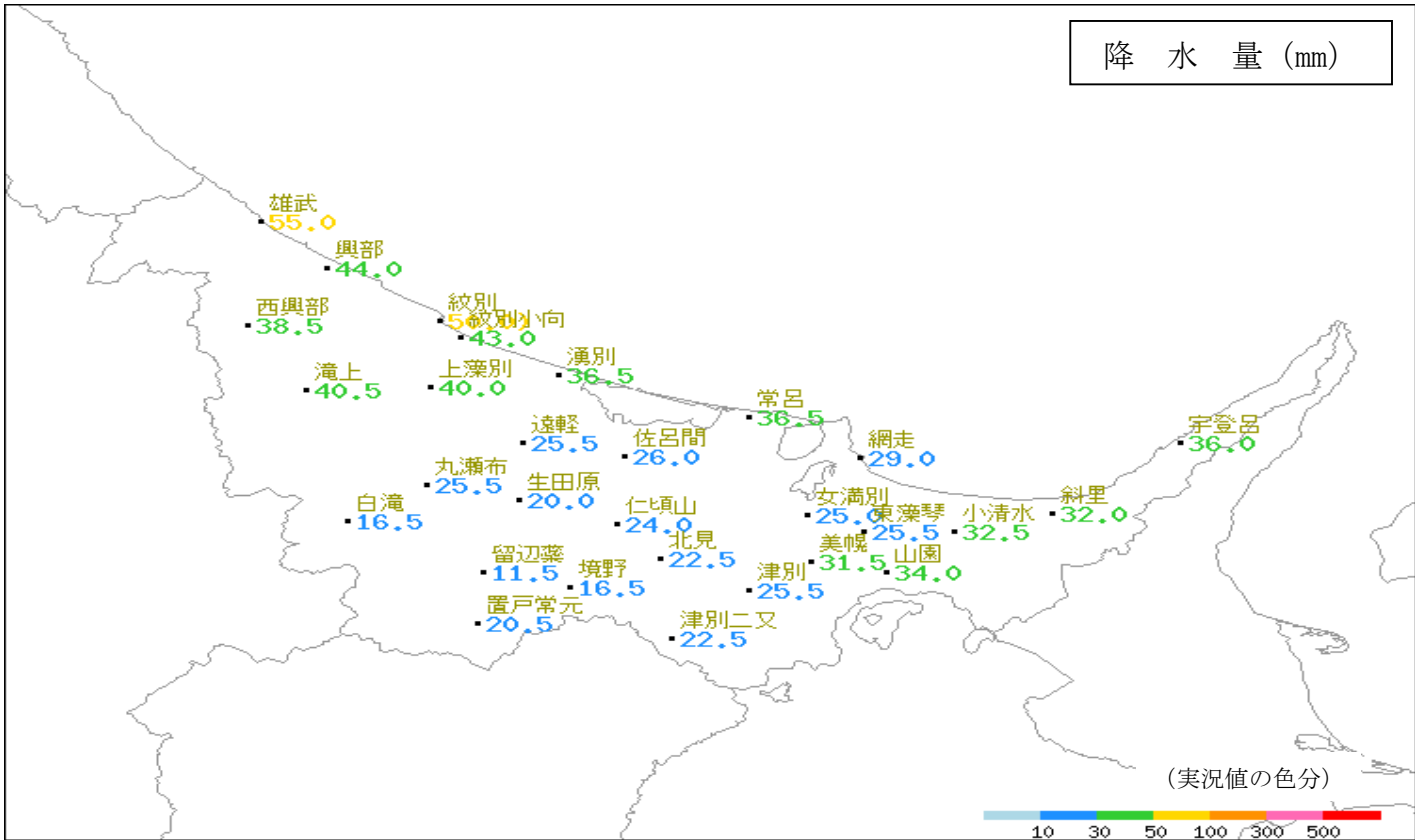 降 水 量 (mm)
雄武
55.0
興部
44.0
西興部
38.5
紋別
紋別小向
43.0
滝上
40.5
上藻別
40.0
湧別
36.5
常呂
36.5
遠軽
25.5
佐呂間
26.0
網走
29.0
宇登呂
36.0
丸瀬布
25.5
生田原
20.0
白滝
16.5
仁頃山
24.0
女満別
25.0
東藻琴
25.5
小清水
32.5
斜里
32.0
北見
22.5
美幌
31.5
山園
34.0
留辺蘂
11.5
境野
16.5
津別
25.5
置戸常元
20.5
津別二又
22.5
(実況値の色分)
10 30 50 100 300 500